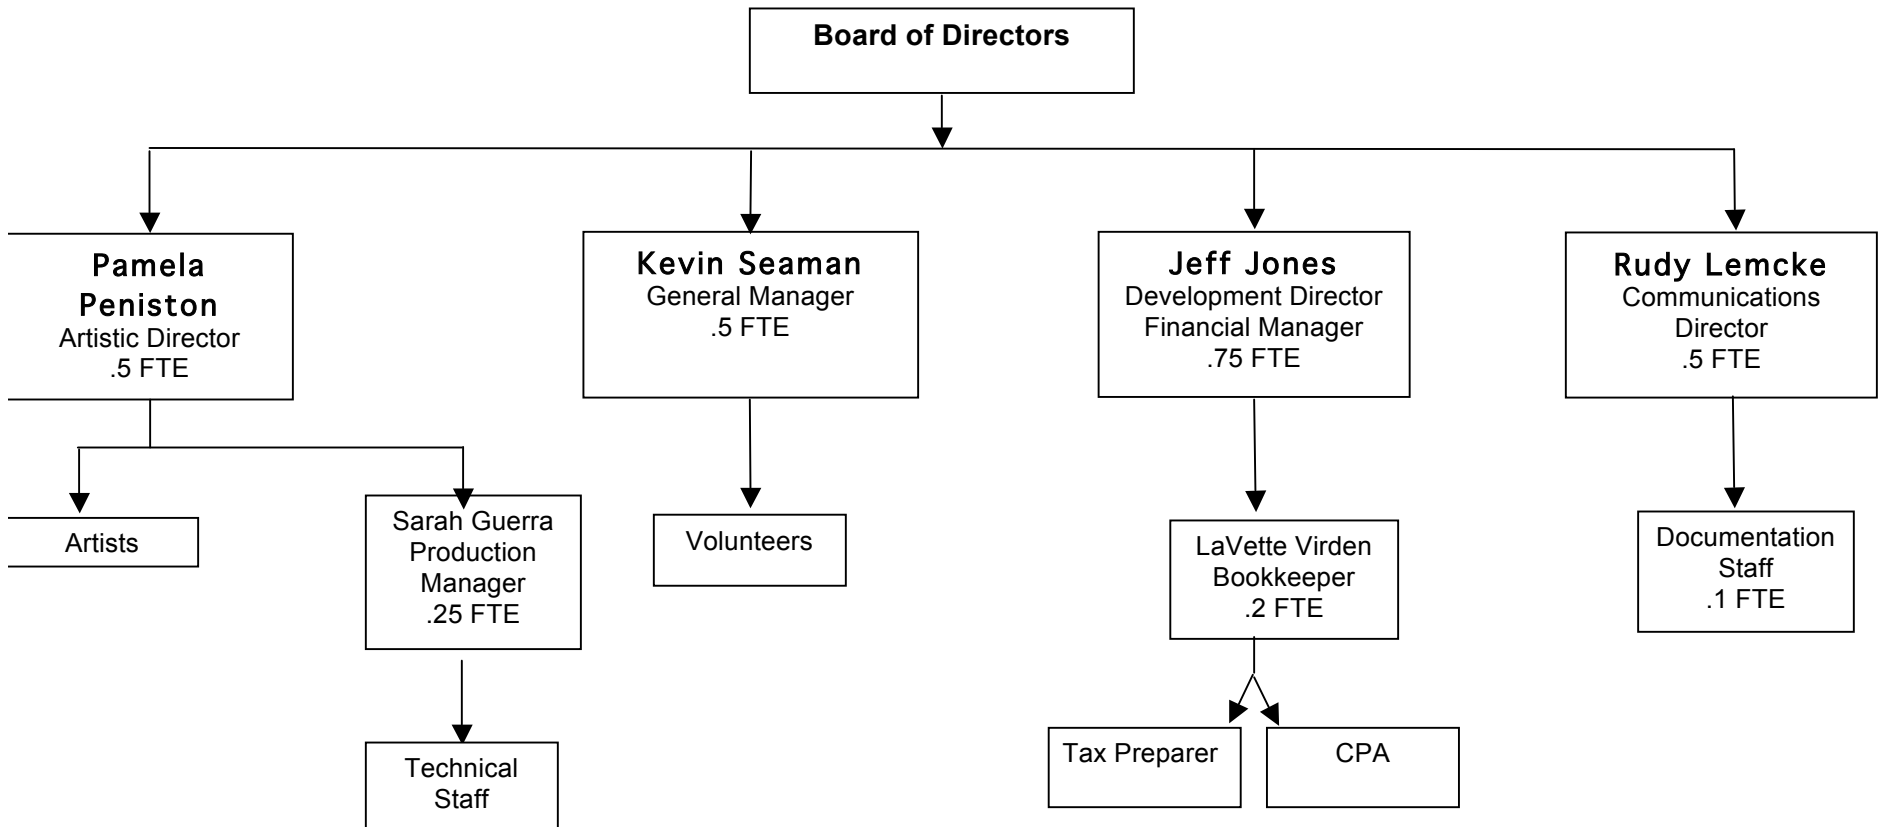 Board of Directors
Pamela
Peniston
Artistic Director
.5 FTE
Kevin Seaman
General Manager
.5 FTE
Jeff Jones
Development Director
Financial Manager
.75 FTE
Rudy Lemcke
Communications
Director
.5 FTE
Artists
Sarah Guerra
Production
Manager
.25 FTE
Volunteers
LaVette Virden
Bookkeeper
.2 FTE
Documentation
Staff
.1 FTE
Technical
Staff
Tax Preparer
CPA